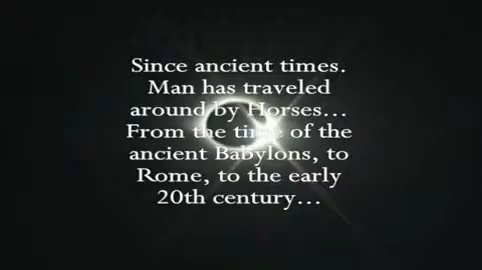 Since ancient times.
Man has traveled
around by Horses...
From the time of the
ancient Babylons, to
Rome, to the early
20th century...